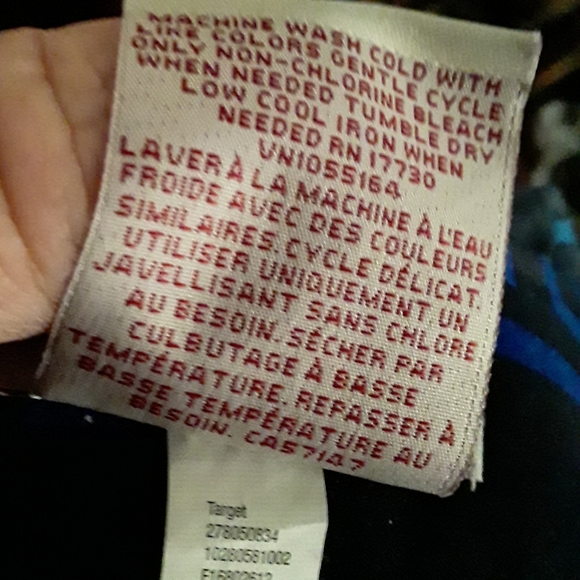 MACHINE WASH COLD WITH
LIKE COLORS GENTLE CYCLE
ONLY NON-CHLORINE BLEACH
WHEN NEEDED TUMBLE DRY
LOW COOL IRON WHEN
NEEDED RN 17730
UN1055164
LAVER À LA MACHINE À L'EAU
FROIDE AVEC DES COULEURS
SIMILAIRES. CYCLE DÉLICAT.
UTILISER UNIQUEMENT UN
JAVELLISANT SANS CHLORE
AU BESOIN. SÉCHER PAR
CULBUTAGE À BASSE
TEMPÉRATURE. REPASSER À
BASSE TEMPÉRATURE AU
BESOIN. CA57147
Target
278050834
10280581002
F16802612